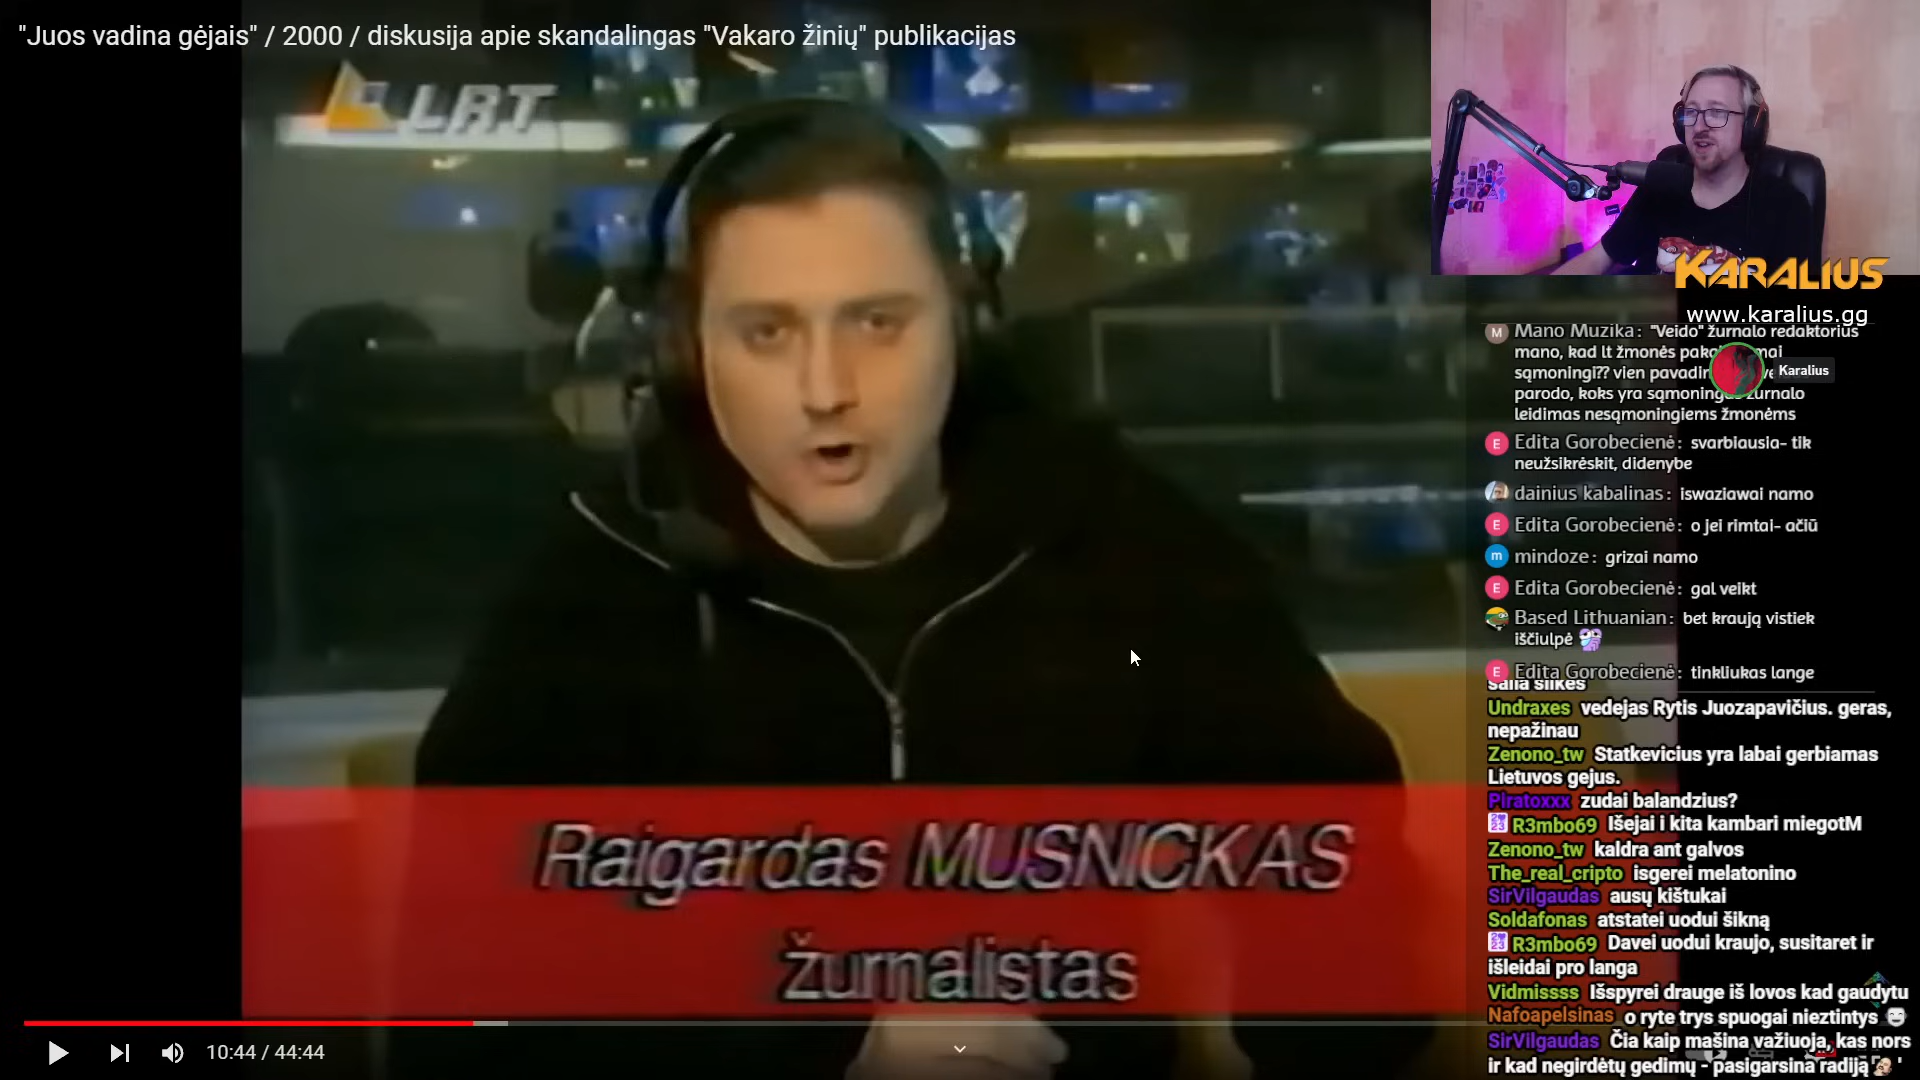 "Juos vadina gėjais" / 2000 / diskusija apie skandalingas "Vakaro žinių" publikacijas
LRT
KARALIUS
www.karalius.gg
Mano Muzika: "Veido" žurnalo redaktorius
mano, kad lt žmonės
sąmoningi?? vien
parodo, koks yra žurnalo
leidimas nesąmoningiems žmonėms
Karalius
Edita Gorobecienė: svarbiausia- tik
neužsikrėskit, didenybe
dainius kabalinas: iswaziawai namo
Edita Gorobecienė: o jei rimtai- ačiū
mindoze: grizai namo
Edita Gorobecienė: gal veikt
Based Lithuanian: bet kraują vistiek
iščiulpė
Edita Gorobecienė: tinkliukas lange
salia silkes
Undraxes vedejas Rytis Juozapavičius. geras,
nepažinau
Zenono_tw Statkevicius yra labai gerbiamas
Lietuvos gejus.
Piratoxxx zudai balandzius?
R3mbo69 Išejai i kita kambari miegotM
Zenono_tw kaldra ant galvos
The_real_cripto isgerei melatonino
SirVilgaudas ausų kištukai
Soldafonas atstatei uodui šikną
R3mbo69 Davei uodui kraujo, susitaret ir
išleidai pro langa
Vidmissss Išspyrei drauge iš lovos kad gaudytu
Nafoapelsinas o ryte trys spuogai nieztintys
SirVilgaudas Čia kaip mašina važiuoja, kas nors
ir kad negirdėtų gedimų - pasigarsina radiją
Raigardas MUSNICKAS
žurnalistas
10:44 / 44:44